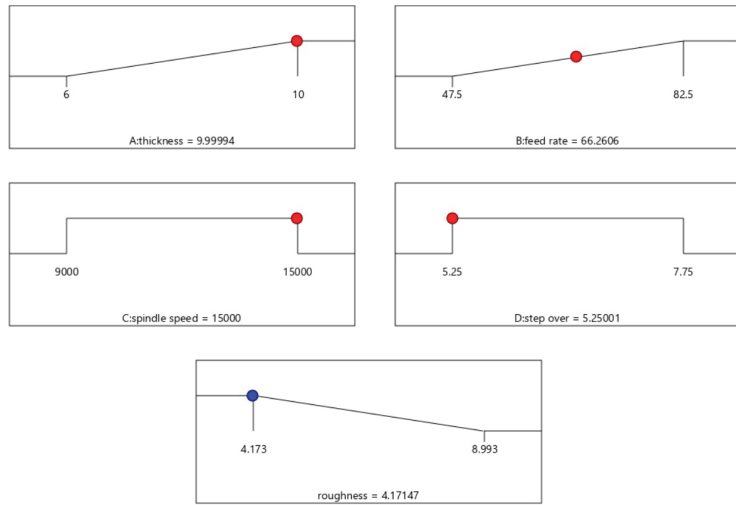 6
10
A:thickness = 9.99994
47.5
82.5
B:feed rate = 66.2606
9000
15000
C:spindle speed = 15000
5.25
7.75
D:step over = 5.25001
4.173
8.993
roughness = 4.17147